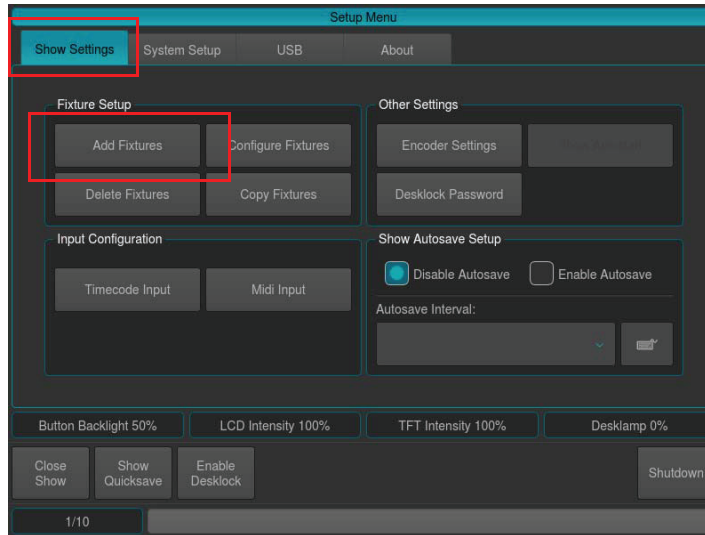 Setup Menu
Show Settings System Setup USB About
Fixture Setup
Add Fixtures Configure Fixtures
Delete Fixtures Copy Fixtures
Other Settings
Encoder Settings
Desklock Password
Input Configuration
Timecode Input Midi Input
Show Autosave Setup
Disable Autosave Enable Autosave
Autosave Interval:
Button Backlight 50% LCD Intensity 100% TFT Intensity 100% Desklamp 0%
Close Show
Show Quicksave
Enable Desklock
Shutdown
1/10